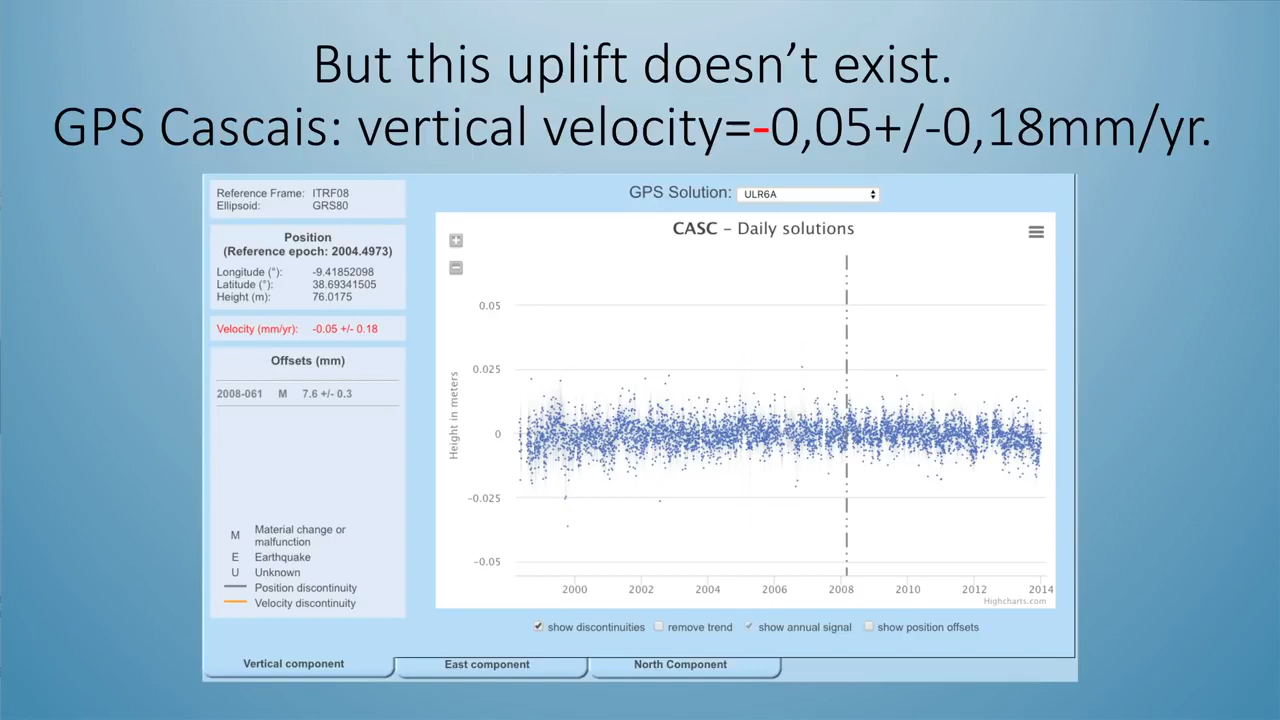 But this uplift doesn’t exist.
GPS Cascais: vertical velocity=-0,05+/-0,18mm/yr.
Reference Frame: ITRF08
Ellipsoid: GRS80
Position
(Reference epoch: 2004.4973)
Longitude (°): -9.41852098
Latitude (°): 38.69341505
Height (m): 76.0175
Velocity (mm/yr): -0.05 +/- 0.18
Offsets (mm)
2008-061 M 7.6 +/- 0.3
M Material change or
malfunction
E Earthquake
U Unknown
Position discontinuity
Velocity discontinuity
GPS Solution: ULR6A
CASC – Daily solutions
Height in meters
0.05
0.025
0
−0.025
−0.05
2000 2002 2004 2006 2008 2010 2012 2014
Highcharts.com
show discontinuities remove trend show annual signal show position offsets
Vertical component East component North Component